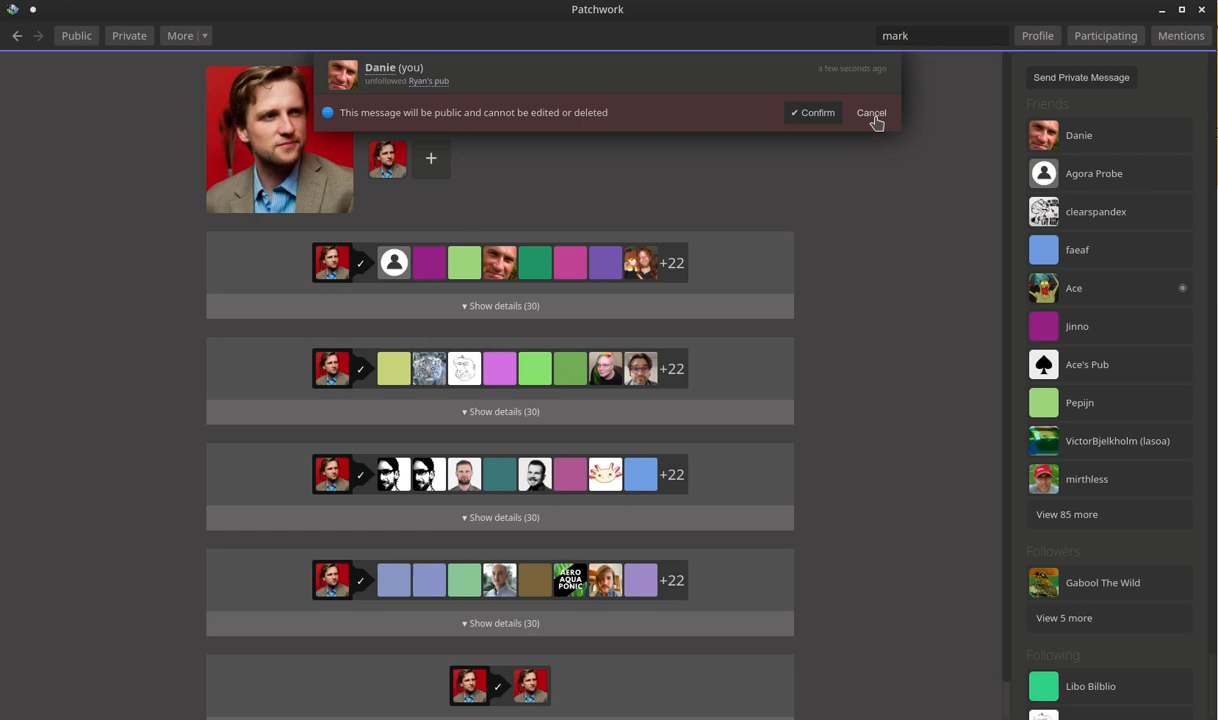 Patchwork
Public
Private
More
mark
Profile
Participating
Mentions
Danie (you)
unfollowed Ryan's pub
a few seconds ago
This message will be public and cannot be edited or deleted
✔ Confirm
Cancel
+
+22
▾ Show details (30)
+22
▾ Show details (30)
+22
▾ Show details (30)
AERO
AQUA
PONIC
+22
▾ Show details (30)
Send Private Message
Friends
Danie
Agora Probe
clearspandex
faeaf
Ace
Jinno
Ace's Pub
Pepijn
VictorBjelkholm (lasoa)
mirthless
View 85 more
Followers
Gabool The Wild
View 5 more
Following
Libo Bilblio